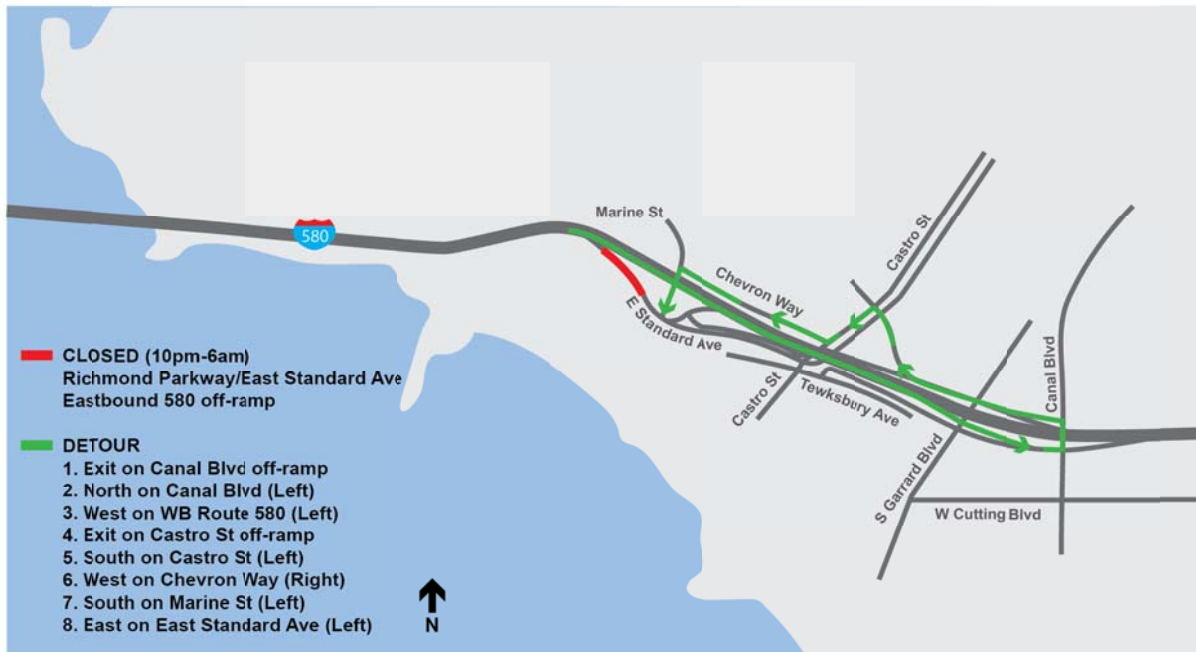 Marine St
Castro St
580
Chevron Way
E Standard Ave
Canal Blvd
Castro St
Tewksbury Ave
S Garrard Blvd
W Cutting Blvd
CLOSED (10pm-6am)
Richmond Parkway/East Standard Ave
Eastbound 580 off-ramp
DETOUR
1. Exit on Canal Blvd off-ramp
2. North on Canal Blvd (Left)
3. West on WB Route 580 (Left)
4. Exit on Castro St off-ramp
5. South on Castro St (Left)
6. West on Chevron Way (Right)
7. South on Marine St (Left)
8. East on East Standard Ave (Left)
N